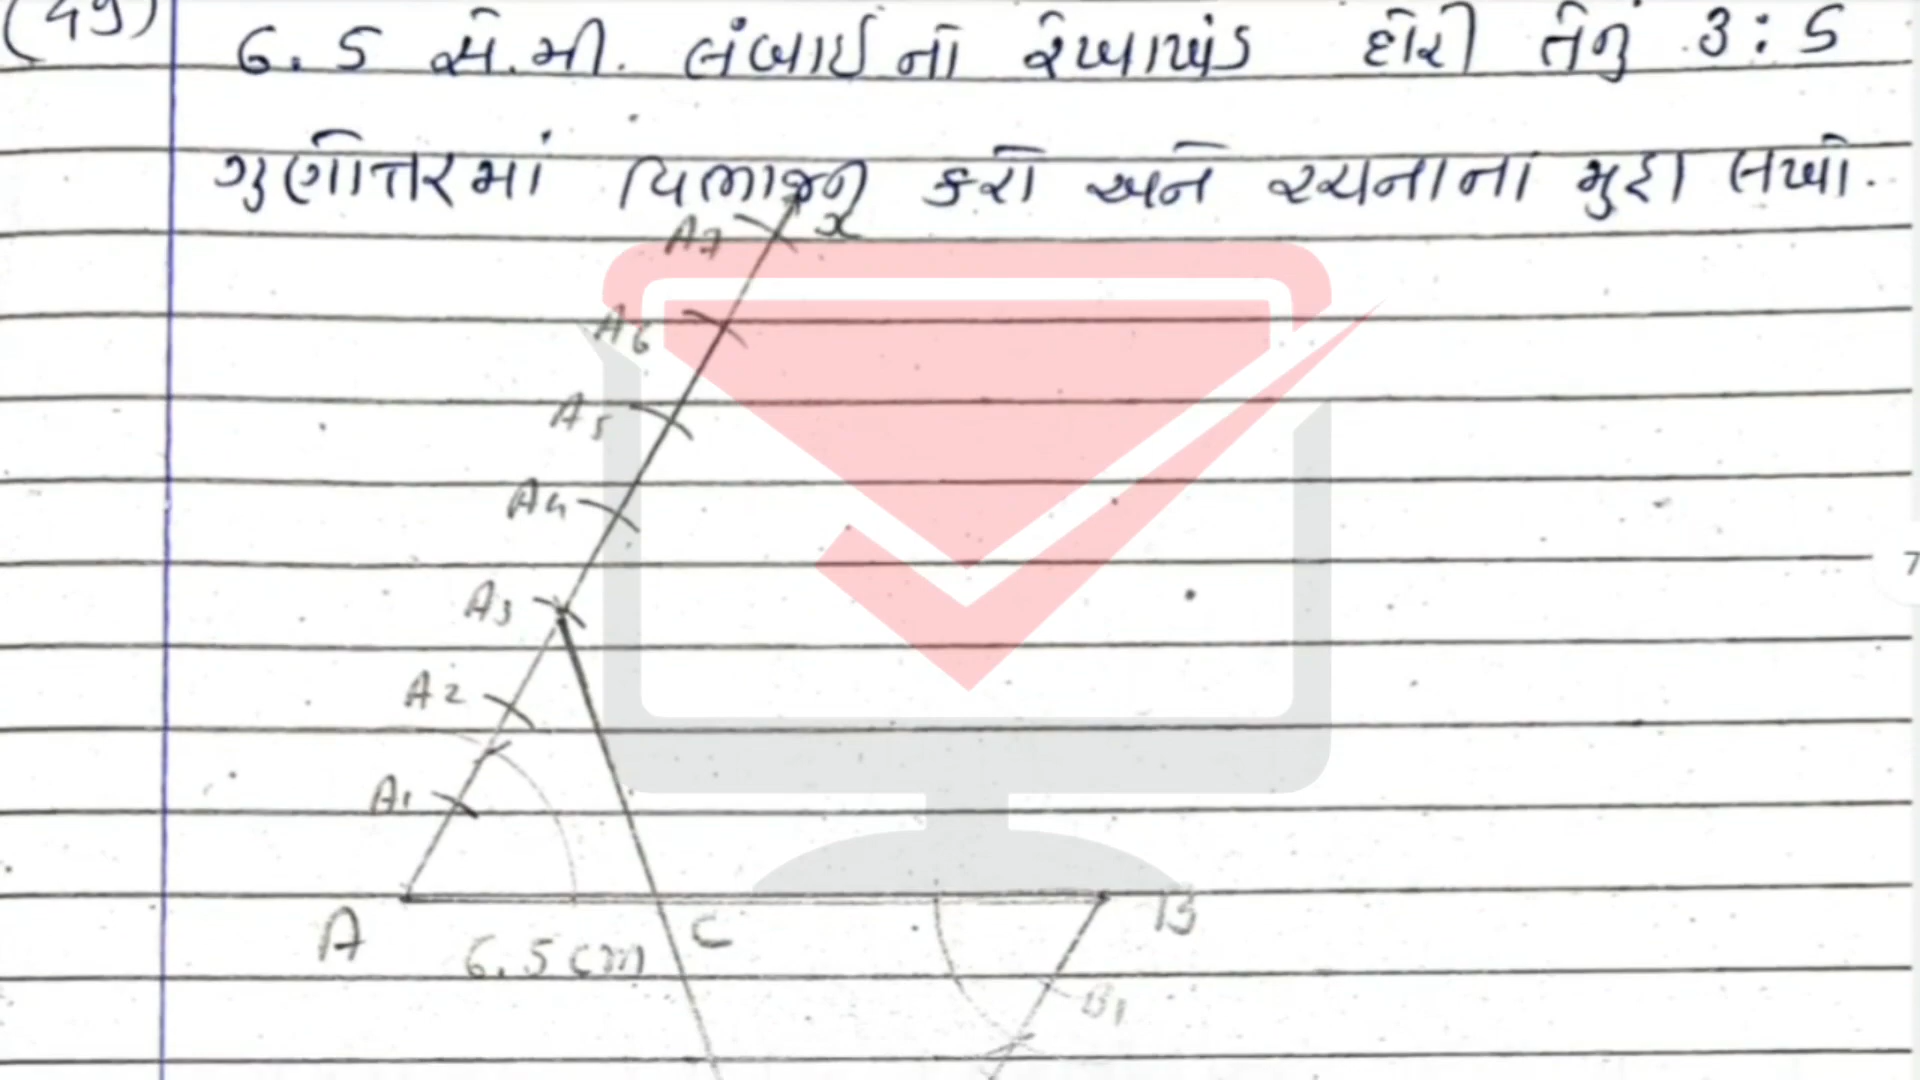 (49) 6.5 સે.મી. લંબાઈનો રેખાખંડ દોરી તેનું 3:5
ગુણોત્તરમાં વિભાજન કરો અને રચનાના મુદ્દા લખો.
x
A7
A6
A5
A4
A3
7
A2
A1
A C B
6.5 cm
B1